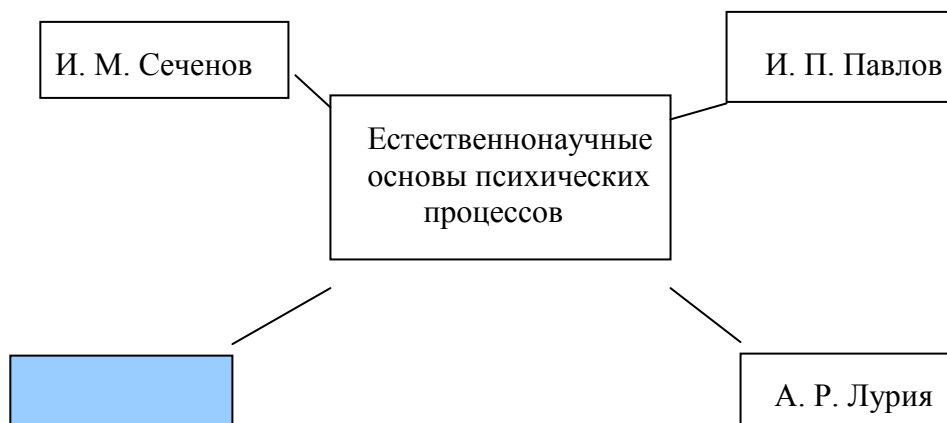 И. М. Сеченов
И. П. Павлов
Естественнонаучные
основы психических
процессов
А. Р. Лурия